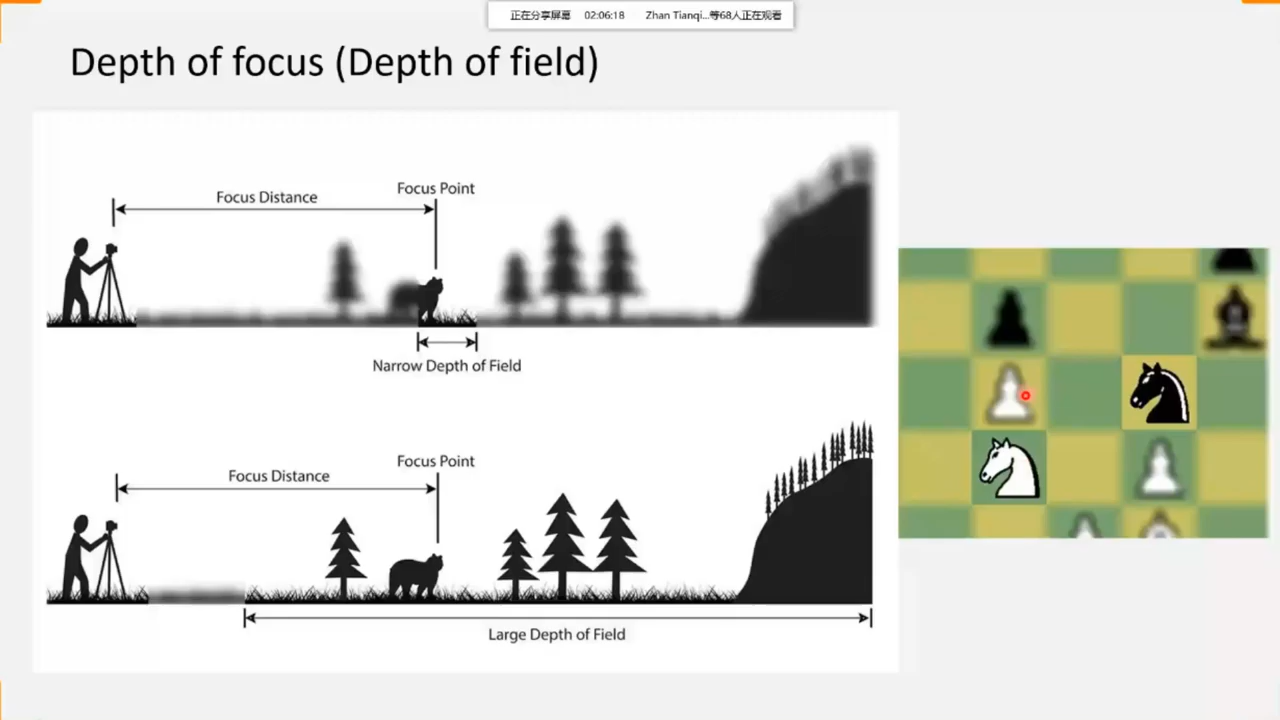 正在分享屏幕 02:06:18 Zhan Tianqi...等68人正在观看
Depth of focus (Depth of field)
Focus Point
Focus Distance
Narrow Depth of Field
Focus Point
Focus Distance
Large Depth of Field